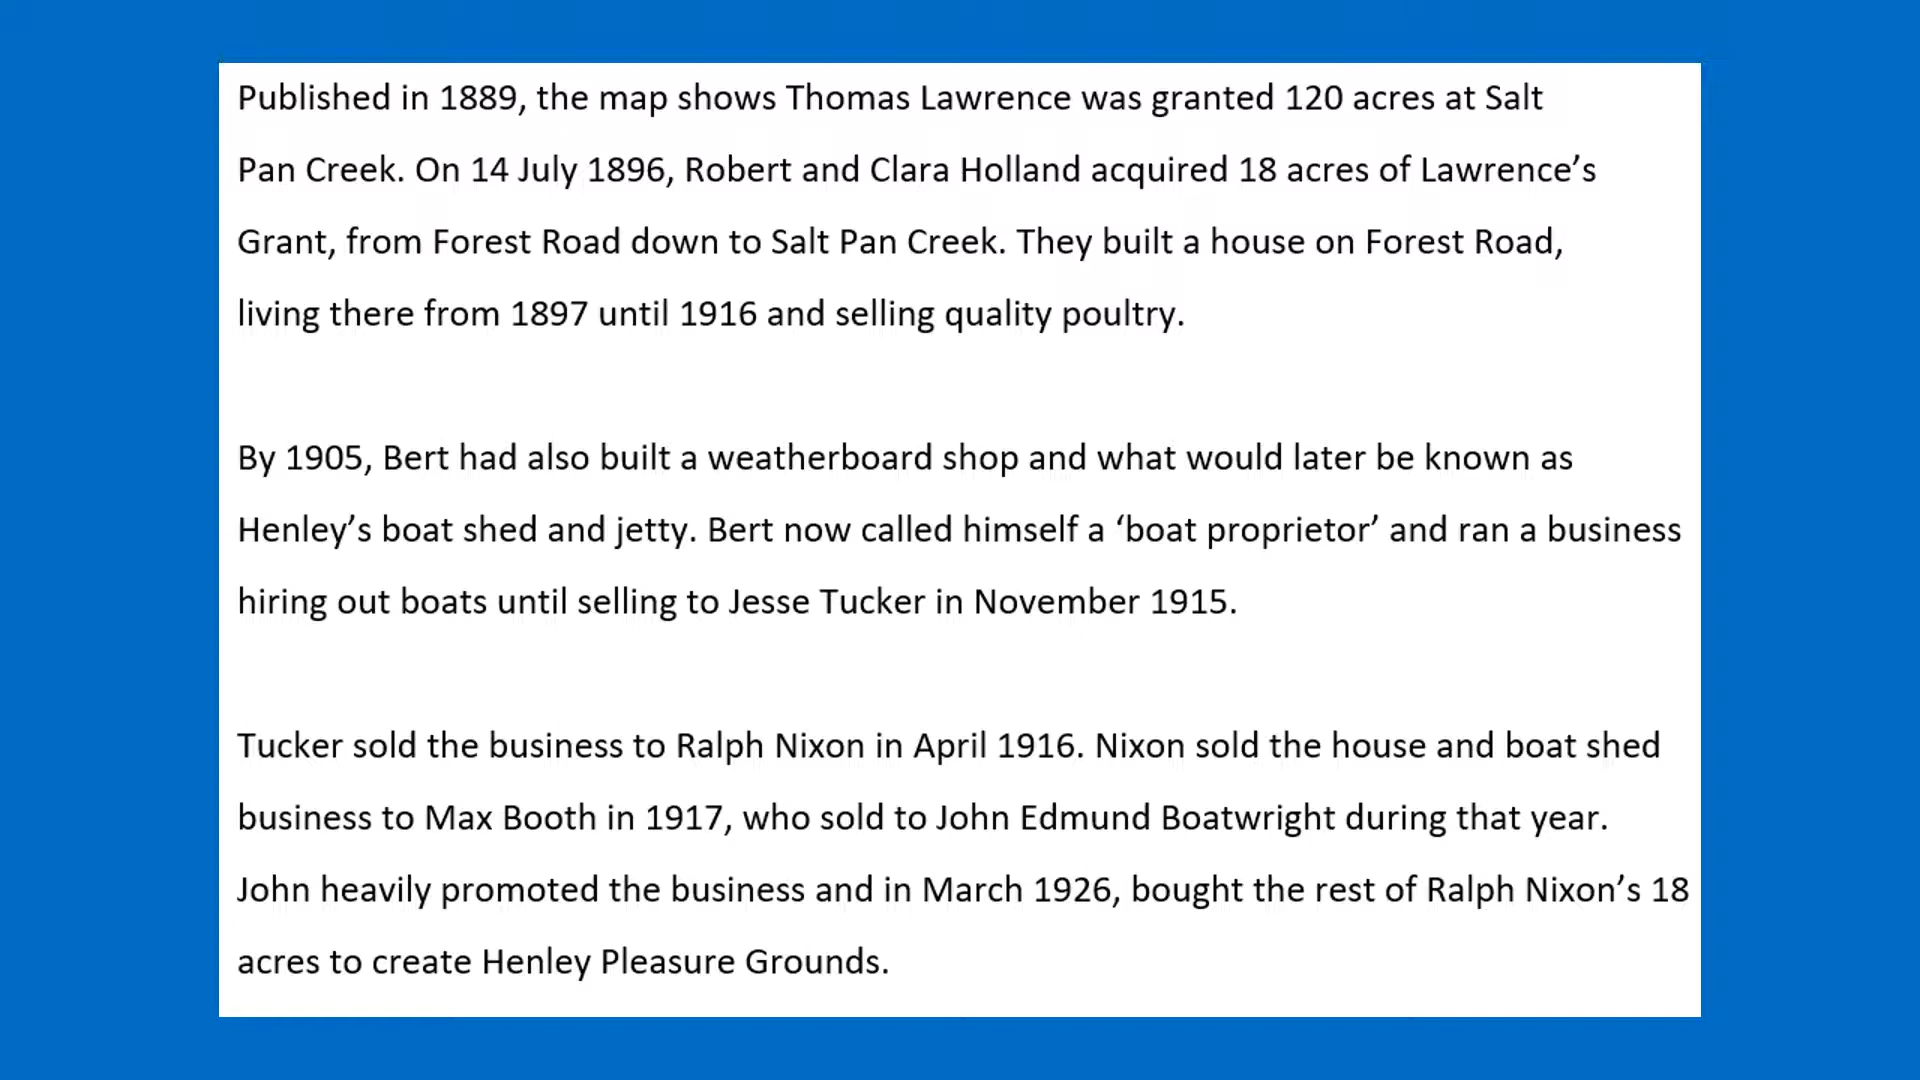 Published in 1889, the map shows Thomas Lawrence was granted 120 acres at Salt
Pan Creek. On 14 July 1896, Robert and Clara Holland acquired 18 acres of Lawrence’s
Grant, from Forest Road down to Salt Pan Creek. They built a house on Forest Road,
living there from 1897 until 1916 and selling quality poultry.
By 1905, Bert had also built a weatherboard shop and what would later be known as
Henley’s boat shed and jetty. Bert now called himself a ‘boat proprietor’ and ran a business
hiring out boats until selling to Jesse Tucker in November 1915.
Tucker sold the business to Ralph Nixon in April 1916. Nixon sold the house and boat shed
business to Max Booth in 1917, who sold to John Edmund Boatwright during that year.
John heavily promoted the business and in March 1926, bought the rest of Ralph Nixon’s 18
acres to create Henley Pleasure Grounds.